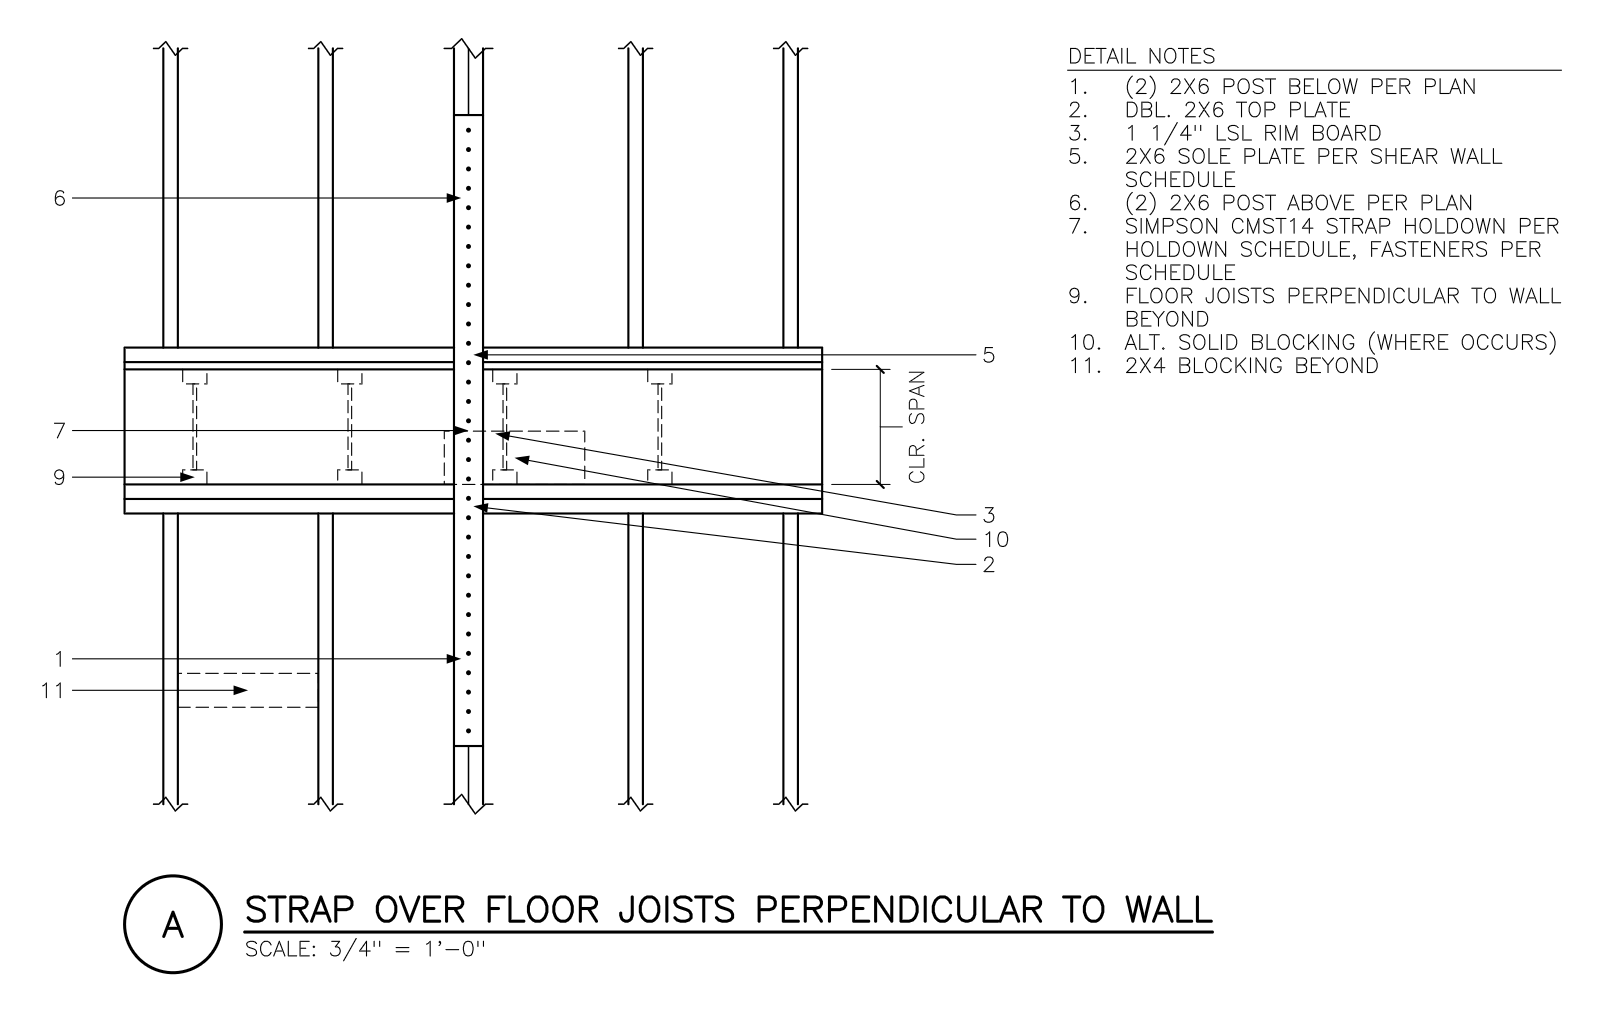 DETAIL NOTES
1. (2) 2X6 POST BELOW PER PLAN
2. DBL. 2X6 TOP PLATE
3. 1 1/4" LSL RIM BOARD
5. 2X6 SOLE PLATE PER SHEAR WALL
SCHEDULE
6. (2) 2X6 POST ABOVE PER PLAN
7. SIMPSON CMST14 STRAP HOLDOWN PER
HOLDOWN SCHEDULE, FASTENERS PER
SCHEDULE
9. FLOOR JOISTS PERPENDICULAR TO WALL
BEYOND
10. ALT. SOLID BLOCKING (WHERE OCCURS)
11. 2X4 BLOCKING BEYOND
6
5
CLR. SPAN
7
9
3
10
2
1
11
A
STRAP OVER FLOOR JOISTS PERPENDICULAR TO WALL
SCALE: 3/4" = 1'-0"